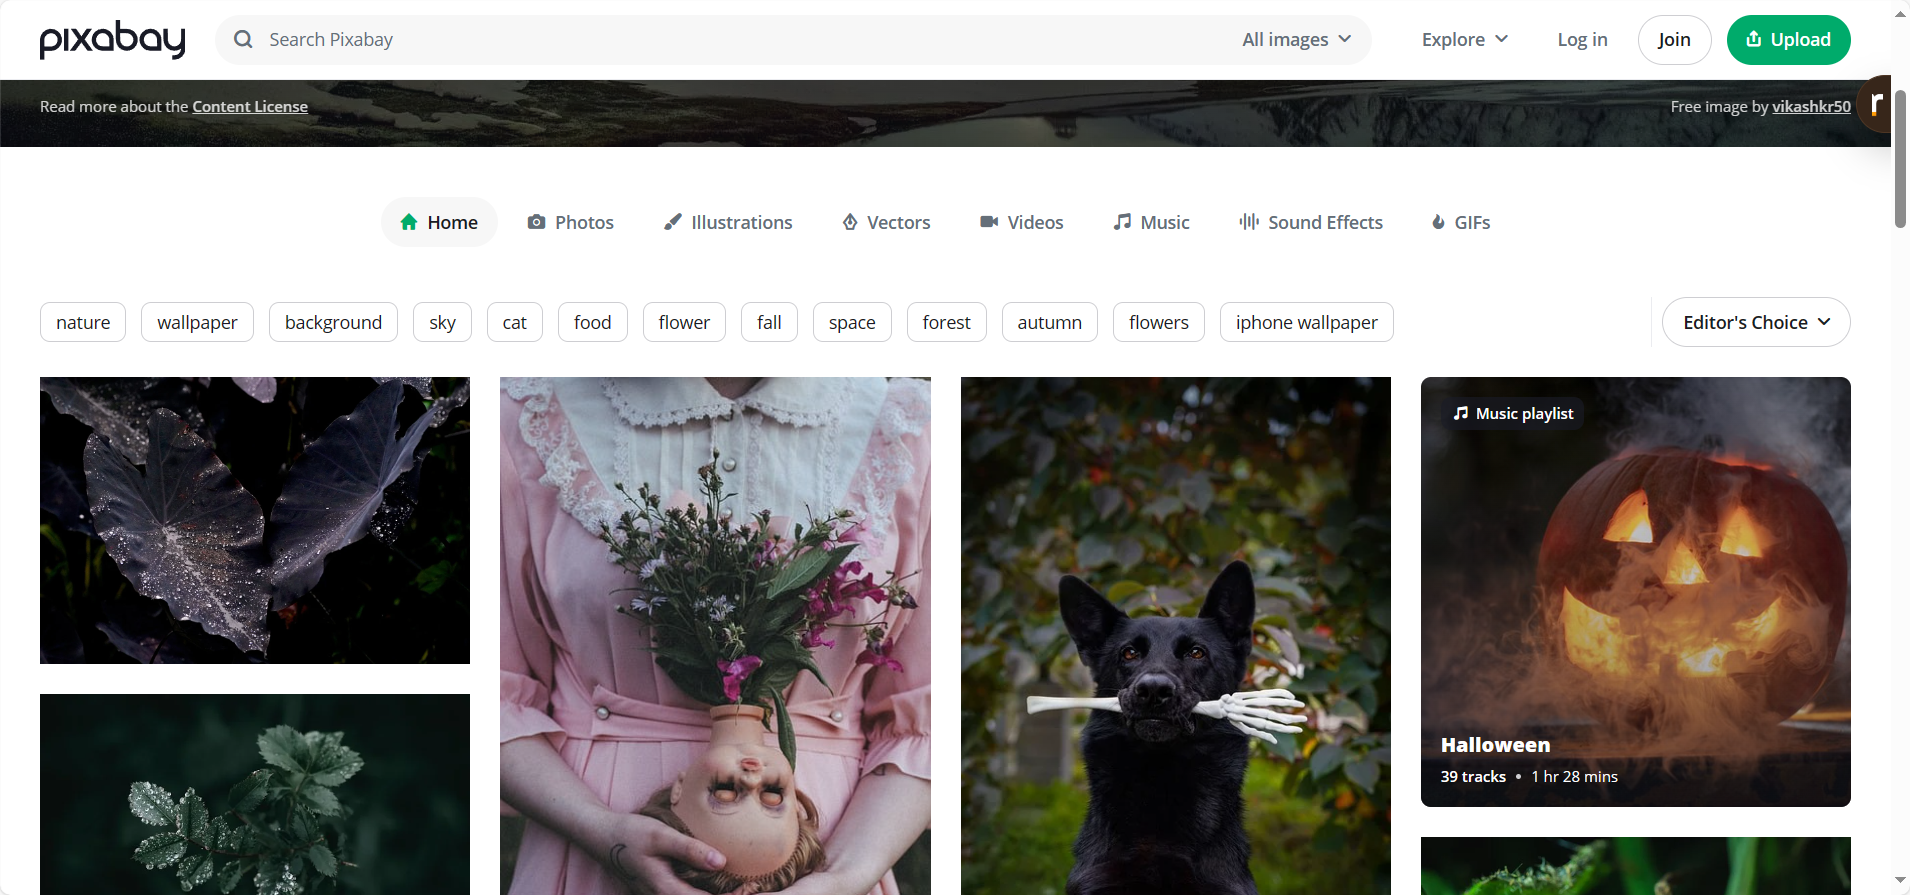 pixabay
Search Pixabay
All images
Explore
Log in
Join
Upload
Read more about the Content License
Free image by vikashkr50
r
Home
Photos
Illustrations
Vectors
Videos
Music
Sound Effects
GIFs
nature
wallpaper
background
sky
cat
food
flower
fall
space
forest
autumn
flowers
iphone wallpaper
Editor's Choice
Music playlist
Halloween
39 tracks • 1 hr 28 mins